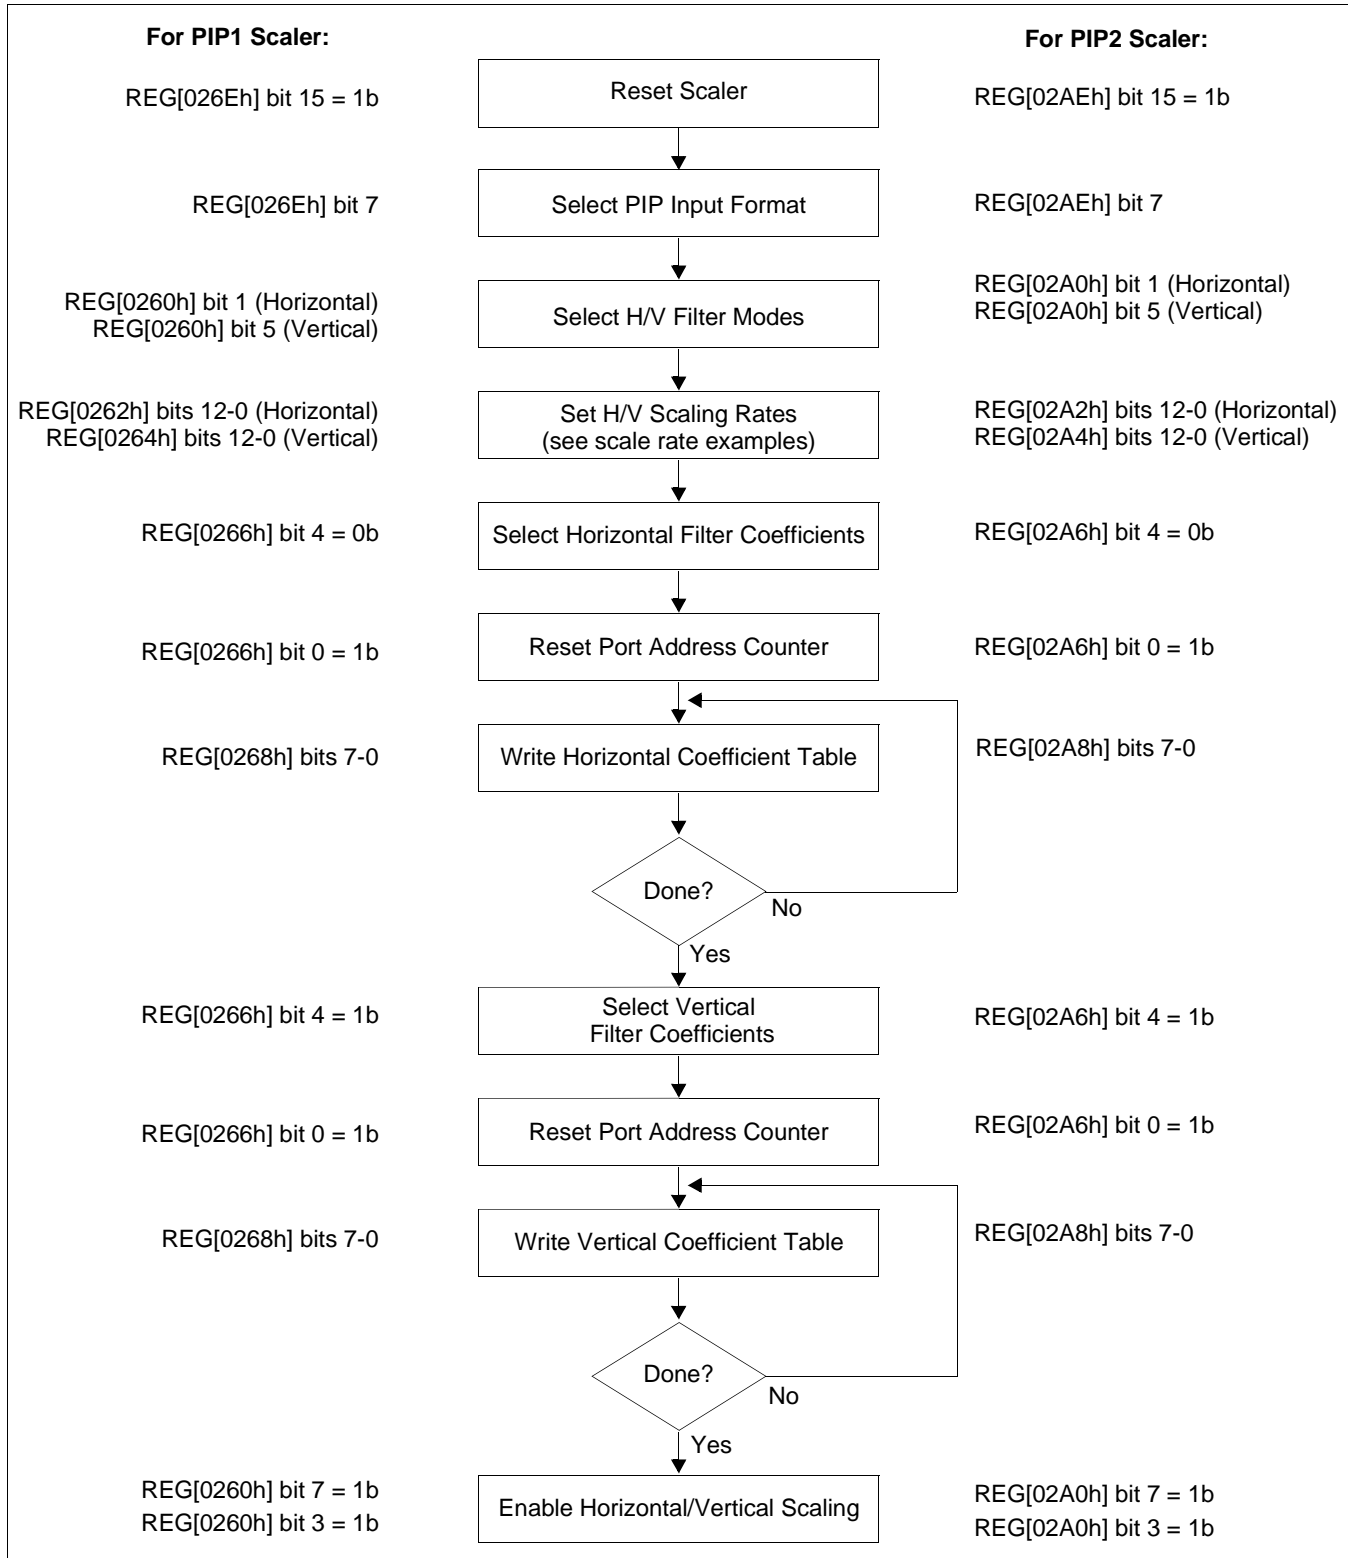 For PIP1 Scaler:
For PIP2 Scaler:
REG[026Eh] bit 15 = 1b
Reset Scaler
REG[02AEh] bit 15 = 1b
REG[026Eh] bit 7
Select PIP Input Format
REG[02AEh] bit 7
REG[0260h] bit 1 (Horizontal)
REG[0260h] bit 5 (Vertical)
Select H/V Filter Modes
REG[02A0h] bit 1 (Horizontal)
REG[02A0h] bit 5 (Vertical)
REG[0262h] bits 12-0 (Horizontal)
REG[0264h] bits 12-0 (Vertical)
Set H/V Scaling Rates
(see scale rate examples)
REG[02A2h] bits 12-0 (Horizontal)
REG[02A4h] bits 12-0 (Vertical)
REG[0266h] bit 4 = 0b
Select Horizontal Filter Coefficients
REG[02A6h] bit 4 = 0b
REG[0266h] bit 0 = 1b
Reset Port Address Counter
REG[02A6h] bit 0 = 1b
REG[0268h] bits 7-0
Write Horizontal Coefficient Table
REG[02A8h] bits 7-0
Done?
No
Yes
REG[0266h] bit 4 = 1b
Select Vertical
Filter Coefficients
REG[02A6h] bit 4 = 1b
REG[0266h] bit 0 = 1b
Reset Port Address Counter
REG[02A6h] bit 0 = 1b
REG[0268h] bits 7-0
Write Vertical Coefficient Table
REG[02A8h] bits 7-0
Done?
No
Yes
REG[0260h] bit 7 = 1b
REG[0260h] bit 3 = 1b
Enable Horizontal/Vertical Scaling
REG[02A0h] bit 7 = 1b
REG[02A0h] bit 3 = 1b